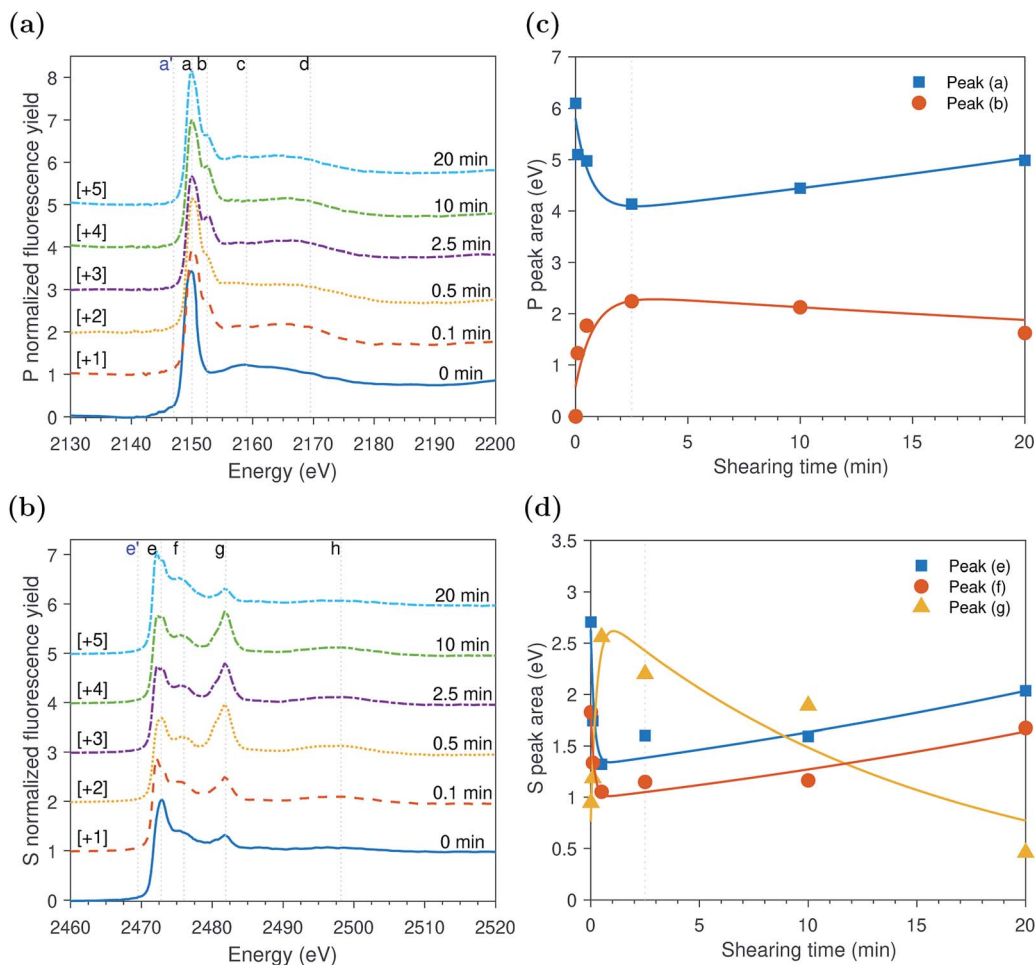 (a)
a' a b c d
P normalized fluorescence yield
8
7
6
5
4
3
2
1
0
[+5]
[+4]
[+3]
[+2]
[+1]
20 min
10 min
2.5 min
0.5 min
0.1 min
0 min
2130 2140 2150 2160 2170 2180 2190 2200
Energy (eV)
(c)
P peak area (eV)
7
6
5
4
3
2
1
0
Peak (a)
Peak (b)
0 5 10 15 20
Shearing time (min)
(b)
e' e f g h
S normalized fluorescence yield
7
6
5
4
3
2
1
0
[+5]
[+4]
[+3]
[+2]
[+1]
20 min
10 min
2.5 min
0.5 min
0.1 min
0 min
2460 2470 2480 2490 2500 2510 2520
Energy (eV)
(d)
S peak area (eV)
3.5
3
2.5
2
1.5
1
0.5
0
Peak (e)
Peak (f)
Peak (g)
0 5 10 15 20
Shearing time (min)